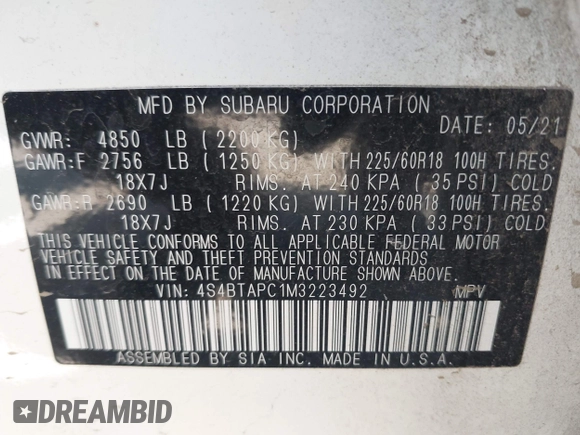 MFD BY SUBARU CORPORATION
DATE: 05/21
GVWR: 4850 LB ( 2200 KG)
GAWR:F 2756 LB ( 1250 KG) WITH 225/60R18 100H TIRES.
18X7J RIMS. AT 240 KPA ( 35 PSI) COLD
GAWR:R 2690 LB ( 1220 KG) WITH 225/60R18 100H TIRES.
18X7J RIMS. AT 230 KPA ( 33 PSI) COLD
THIS VEHICLE CONFORMS TO ALL APPLICABLE FEDERAL MOTOR
VEHICLE SAFETY AND THEFT PREVENTION STANDARDS
IN EFFECT ON THE DATE OF MANUFACTURE SHOWN ABOVE.
VIN: 4S4BTAPC1M3223492 MPV
ASSEMBLED BY SIA INC. MADE IN U.S.A.
DREAMBID